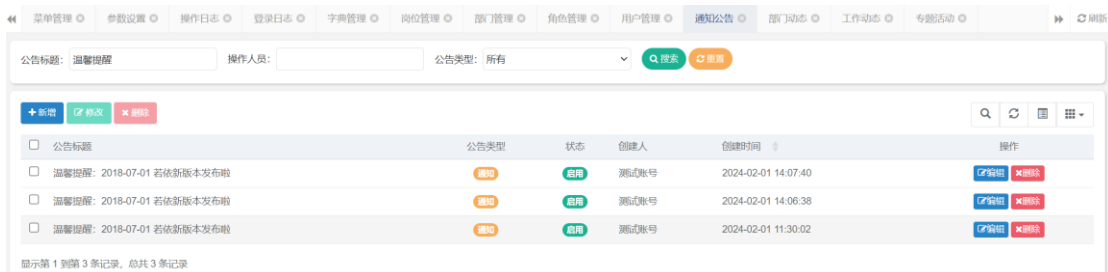 菜单管理 参数设置 操作日志 登录日志 字典管理 岗位管理 部门管理 角色管理 用户管理 通知公告 部门动态 工作动态 专题活动 刷新
公告标题: 温馨提醒 操作人员: 公告类型: 所有 搜索 重置
新增 修改 删除
公告标题 公告类型 状态 创建人 创建时间 操作
温馨提醒：2018-07-01 若依新版本发布啦 通知 启用 测试账号 2024-02-01 14:07:40 编辑 删除
温馨提醒：2018-07-01 若依新版本发布啦 通知 启用 测试账号 2024-02-01 14:06:38 编辑 删除
温馨提醒：2018-07-01 若依新版本发布啦 通知 启用 测试账号 2024-02-01 11:30:02 编辑 删除
显示第 1 到第 3 条记录，总共 3 条记录